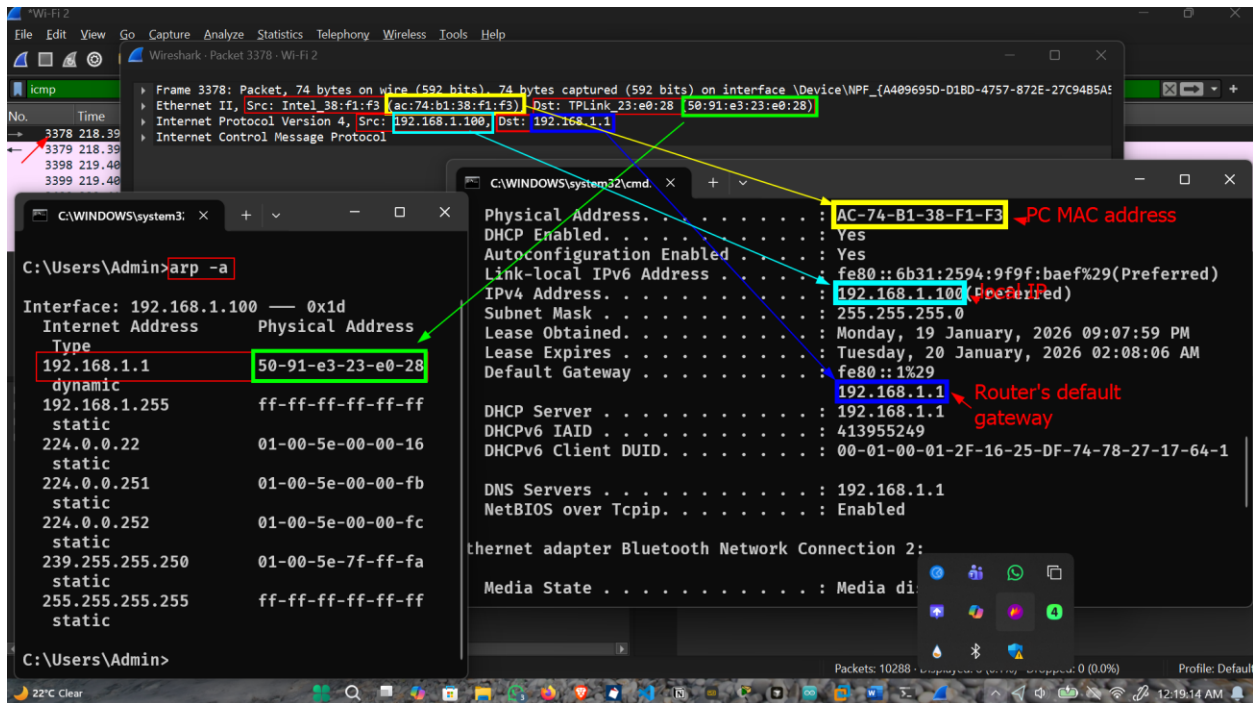 *Wi-Fi 2
File Edit View Go Capture Analyze Statistics Telephony Wireless Tools Help
Wireshark · Packet 3378 · Wi-Fi 2
icmp
Frame 3378: Packet, 74 bytes on wire (592 bits), 74 bytes captured (592 bits) on interface \Device\NPF_{A409695D-D1BD-4757-872E-27C94B5A5
Ethernet II, Src: Intel_38:f1:f3 (ac:74:b1:38:f1:f3), Dst: TPLink_23:e0:28 (50:91:e3:23:e0:28)
Internet Protocol Version 4, Src: 192.168.1.100, Dst: 192.168.1.1
Internet Control Message Protocol
No. Time
3378 218.39
3379 218.39
3398 219.40
3399 219.40
C:\WINDOWS\system3:
C:\Users\Admin>arp -a
Interface: 192.168.1.100 --- 0x1d
Internet Address Physical Address
Type
192.168.1.1 50-91-e3-23-e0-28
dynamic
192.168.1.255 ff-ff-ff-ff-ff-ff
static
224.0.0.22 01-00-5e-00-00-16
static
224.0.0.251 01-00-5e-00-00-fb
static
224.0.0.252 01-00-5e-00-00-fc
static
239.255.255.250 01-00-5e-7f-ff-fa
static
255.255.255.255 ff-ff-ff-ff-ff-ff
static
C:\Users\Admin>
C:\WINDOWS\system32\cmd.
Physical Address. . . . . . . . . : AC-74-B1-38-F1-F3 PC MAC address
DHCP Enabled. . . . . . . . . . . : Yes
Autoconfiguration Enabled . . . . : Yes
Link-local IPv6 Address . . . . . : fe80::6b31:2594:9f9f:baef%29(Preferred)
IPv4 Address. . . . . . . . . . . : 192.168.1.100(Preferred) local IP
Subnet Mask . . . . . . . . . . . : 255.255.255.0
Lease Obtained. . . . . . . . . . : Monday, 19 January, 2026 09:07:59 PM
Lease Expires . . . . . . . . . . : Tuesday, 20 January, 2026 02:08:06 AM
Default Gateway . . . . . . . . . : fe80::1%29
192.168.1.1 Router's default
gateway
DHCP Server . . . . . . . . . . . : 192.168.1.1
DHCPv6 IAID . . . . . . . . . . . : 413955249
DHCPv6 Client DUID. . . . . . . . : 00-01-00-01-2F-16-25-DF-74-78-27-17-64-1
DNS Servers . . . . . . . . . . . : 192.168.1.1
NetBIOS over Tcpip. . . . . . . . : Enabled
thernet adapter Bluetooth Network Connection 2:
Media State . . . . . . . . . . . : Media di
4
Packets: 10288 Dropped: 0 (0.0%) Profile: Default
22°C Clear
12:19:14 AM